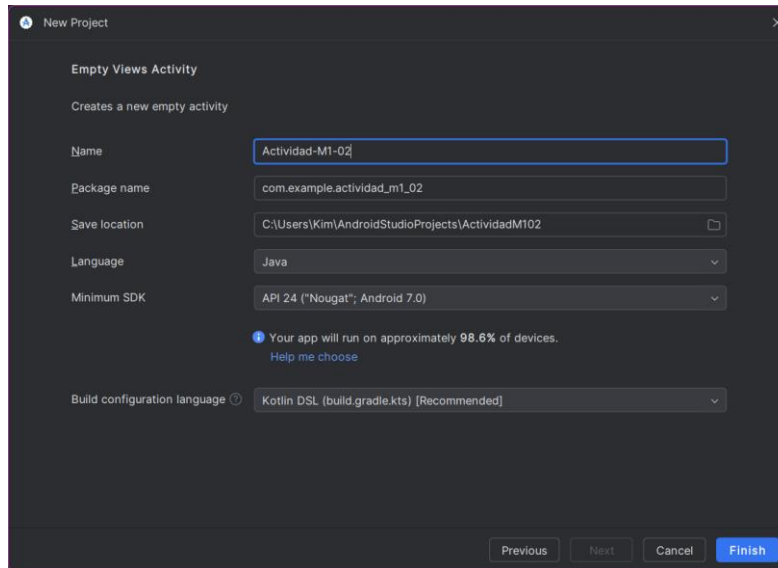 New Project
Empty Views Activity
Creates a new empty activity
Name
Actividad-M1-02
Package name
com.example.actividad_m1_02
Save location
C:\Users\Kim\AndroidStudioProjects\ActividadM102
Language
Java
Minimum SDK
API 24 ("Nougat"; Android 7.0)
Your app will run on approximately 98.6% of devices.
Help me choose
Build configuration language
Kotlin DSL (build.gradle.kts) [Recommended]
Previous
Next
Cancel
Finish